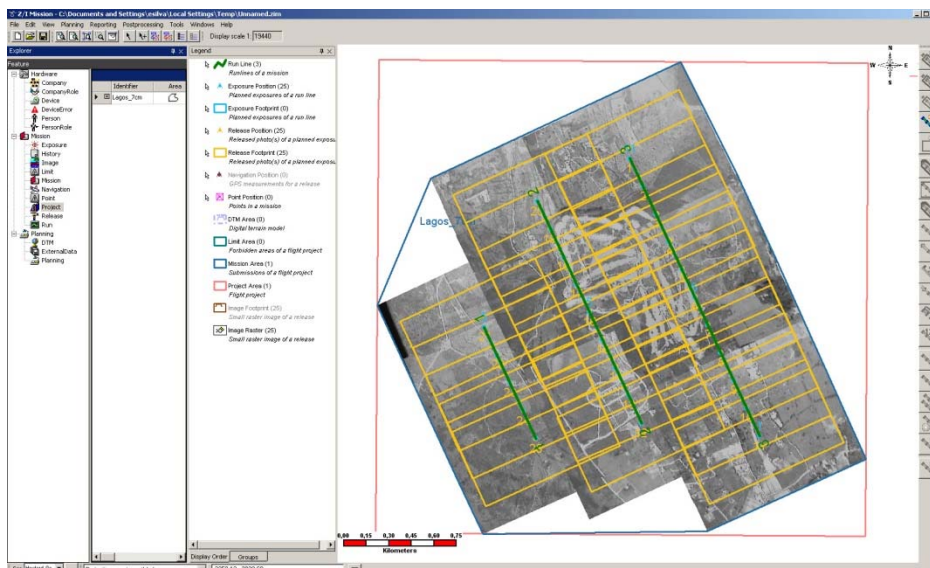 Z/I Mission - C:\Documents and Settings\esilva\Local Settings\Temp\Unnamed.zim
File Edit View Planning Reporting Postprocessing Tools Windows Help
Display scale 1: 19440
Explorer
Feature
Hardware
Company
CompanyRole
Device
DeviceError
Person
PersonRole
Mission
Exposure
History
Image
Limit
Mission
Navigation
Point
Project
Release
Run
Planning
DTM
ExternalData
Planning
Identifier Area
Lagos_7cm
Legend
Run Line (3)
Runlines of a mission
Exposure Position (25)
Planned exposures of a run line
Exposure Footprint (0)
Planned exposures of a run line
Release Position (25)
Released photo(s) of a planned exposu
Release Footprint (25)
Released photo(s) of a planned exposu
Navigation Position (0)
GPS measurements for a release
Point Position (0)
Points in a mission
DTM Area (0)
Digital terrain model
Limit Area (0)
Forbidden areas of a flight project
Mission Area (1)
Submissions of a flight project
Project Area (1)
Flight project
Image Footprint (25)
Small raster image of a release
Image Raster (25)
Small raster image of a release
Display Order Groups
N
W E
S
Lagos_7
0,00 0,15 0,30 0,45 0,60 0,75
Kilometers